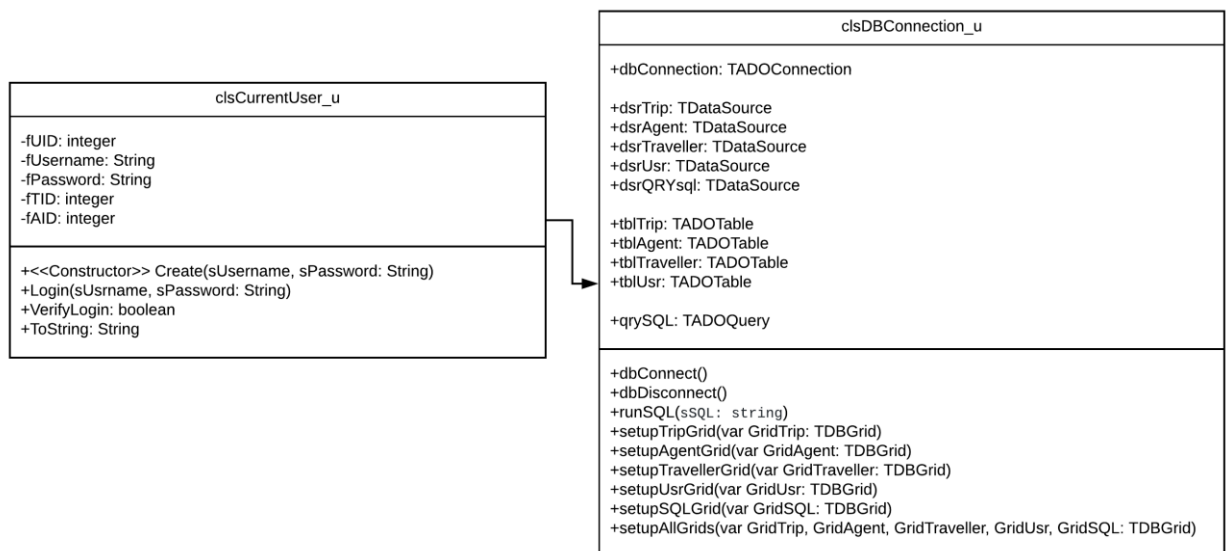 clsCurrentUser_u
-fUID: integer
-fUsername: String
-fPassword: String
-fTID: integer
-fAID: integer
+<<Constructor>> Create(sUsername, sPassword: String)
+Login(sUsrname, sPassword: String)
+VerifyLogin: boolean
+ToString: String
clsDBConnection_u
+dbConnection: TADOConnection
+dsrTrip: TDataSource
+dsrAgent: TDataSource
+dsrTraveller: TDataSource
+dsrUsr: TDataSource
+dsrQRYsql: TDataSource
+tblTrip: TADOTable
+tblAgent: TADOTable
+tblTraveller: TADOTable
+tblUsr: TADOTable
+qrySQL: TADOQuery
+dbConnect()
+dbDisconnect()
+runSQL(sSQL: string)
+setupTripGrid(var GridTrip: TDBGrid)
+setupAgentGrid(var GridAgent: TDBGrid)
+setupTravellerGrid(var GridTraveller: TDBGrid)
+setupUsrGrid(var GridUsr: TDBGrid)
+setupSQLGrid(var GridSQL: TDBGrid)
+setupAllGrids(var GridTrip, GridAgent, GridTraveller, GridUsr, GridSQL: TDBGrid)